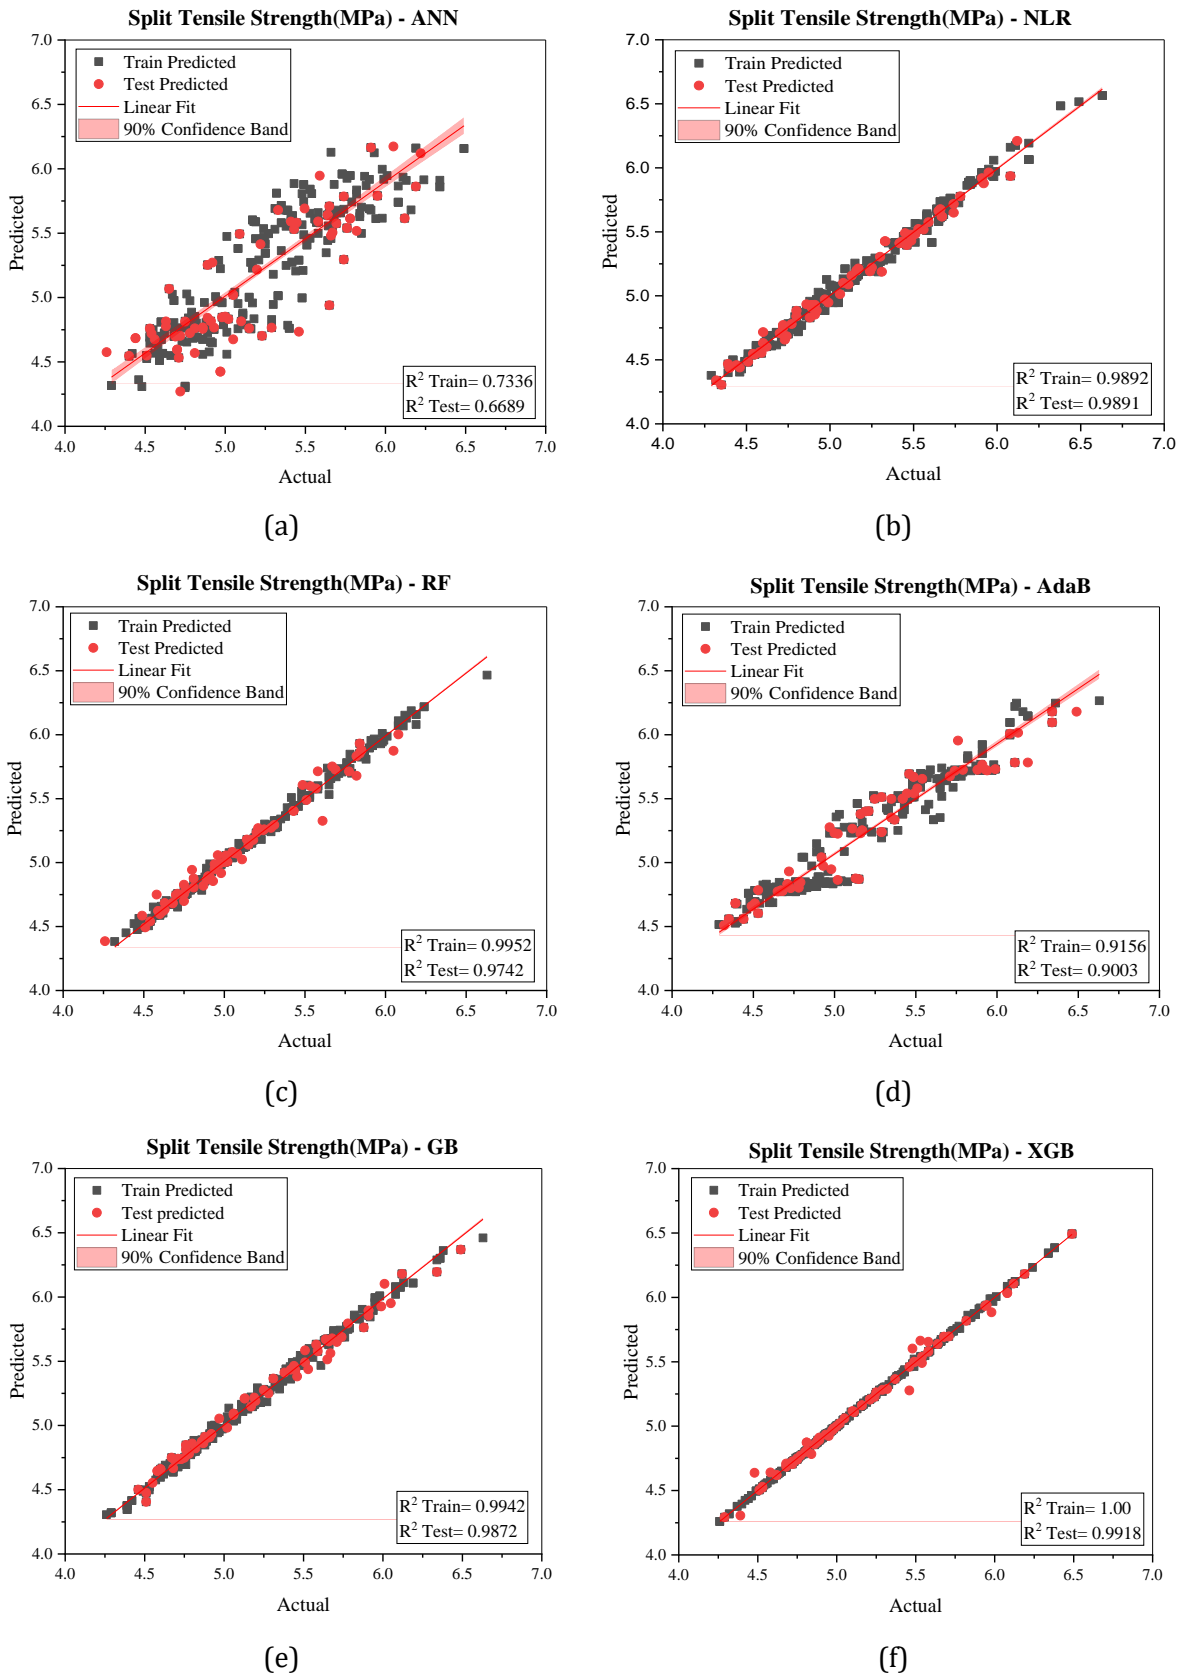 Split Tensile Strength(MPa) - ANN
7.0
6.5
6.0
5.5
5.0
4.5
4.0
Predicted
Train Predicted
Test Predicted
Linear Fit
90% Confidence Band
R² Train= 0.7336
R² Test= 0.6689
4.0 4.5 5.0 5.5 6.0 6.5 7.0
Actual
(a)
Split Tensile Strength(MPa) - NLR
7.0
6.5
6.0
5.5
5.0
4.5
4.0
Predicted
Train Predicted
Test Predicted
Linear Fit
90% Confidence Band
R² Train= 0.9892
R² Test= 0.9891
4.0 4.5 5.0 5.5 6.0 6.5 7.0
Actual
(b)
Split Tensile Strength(MPa) - RF
7.0
6.5
6.0
5.5
5.0
4.5
4.0
Predicted
Train Predicted
Test Predicted
Linear Fit
90% Confidence Band
R² Train= 0.9952
R² Test= 0.9742
4.0 4.5 5.0 5.5 6.0 6.5 7.0
Actual
(c)
Split Tensile Strength(MPa) - AdaB
7.0
6.5
6.0
5.5
5.0
4.5
4.0
Predicted
Train Predicted
Test Predicted
Linear Fit
90% Confidence Band
R² Train= 0.9156
R² Test= 0.9003
4.0 4.5 5.0 5.5 6.0 6.5 7.0
Actual
(d)
Split Tensile Strength(MPa) - GB
7.0
6.5
6.0
5.5
5.0
4.5
4.0
Predicted
Train Predicted
Test predicted
Linear Fit
90% Confidence Band
R² Train= 0.9942
R² Test= 0.9872
4.0 4.5 5.0 5.5 6.0 6.5 7.0
Actual
(e)
Split Tensile Strength(MPa) - XGB
7.0
6.5
6.0
5.5
5.0
4.5
4.0
Predicted
Train Predicted
Test Predicted
Linear Fit
90% Confidence Band
R² Train= 1.00
R² Test= 0.9918
4.0 4.5 5.0 5.5 6.0 6.5 7.0
Actual
(f)